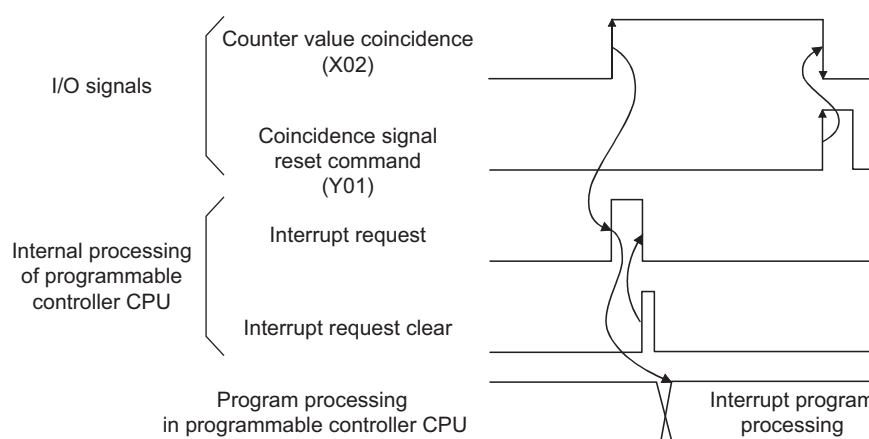 Counter value coincidence
(X02)
I/O signals
Coincidence signal
reset command
(Y01)
Internal processing
of programmable
controller CPU
Interrupt request
Interrupt request clear
Program processing
in programmable controller CPU
Interrupt program
processing